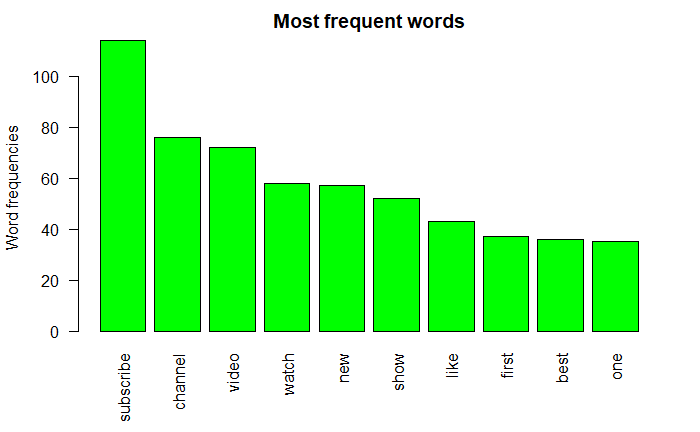 Most frequent words
Word frequencies
100
80
60
40
20
0
subscribe
channel
video
watch
new
show
like
first
best
one